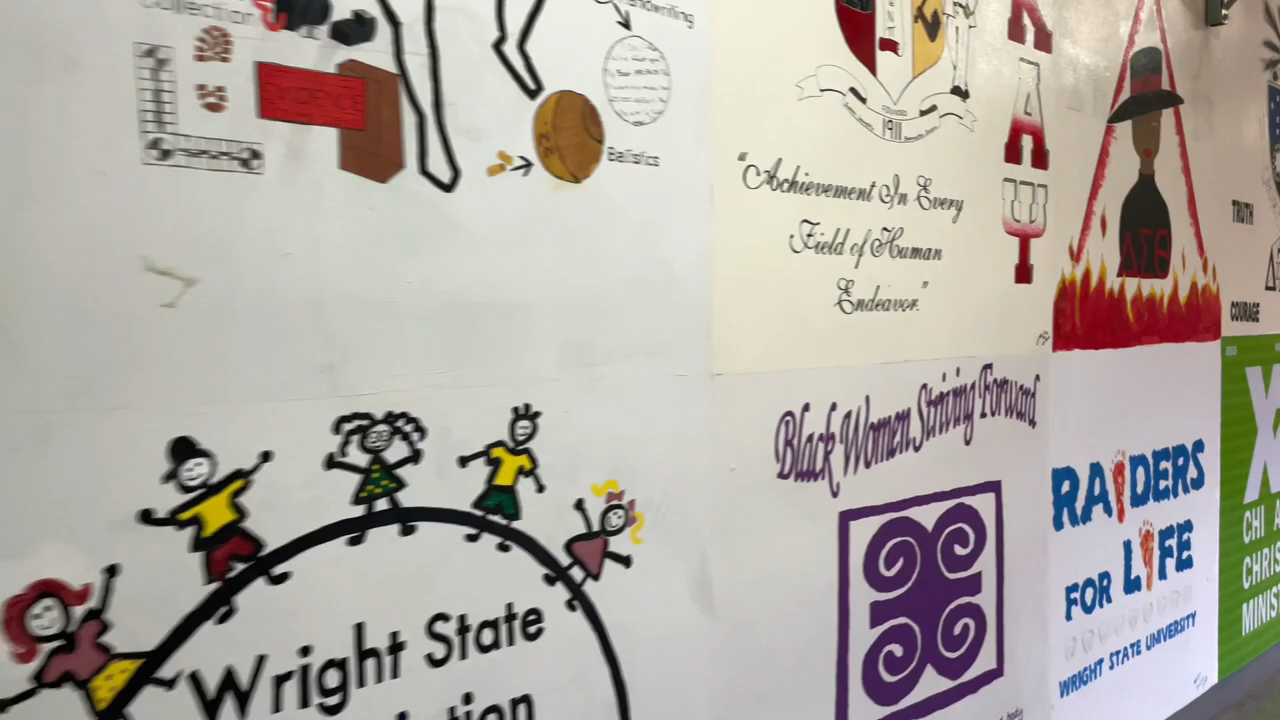 Collection
Handwriting
Ballistics
1911
"Achievement In Every
Field of Human
Endeavor."
K
Α
Ψ
ΔΣΘ
TRUTH
COURAGE
Wright State
Black Women Striving Forward
RAIDERS
FOR LIFE
WRIGHT STATE UNIVERSITY
CHI A
CHRIS
MINIST